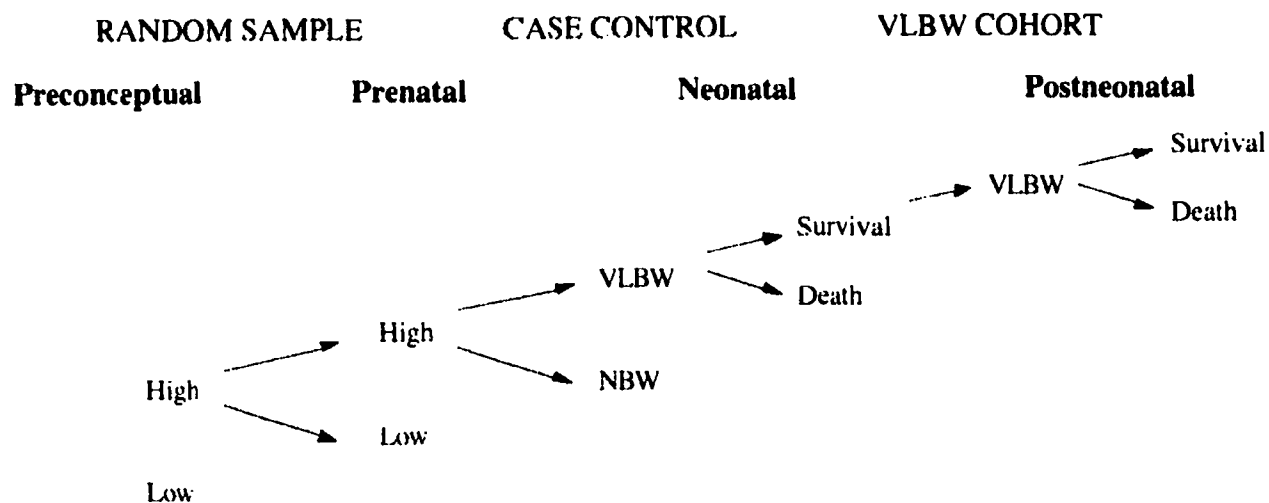 RANDOM SAMPLE CASE CONTROL VLBW COHORT
Preconceptual Prenatal Neonatal Postneonatal
Survival
VLBW
Death
Survival
VLBW
Death
High
NBW
High
Low
Low